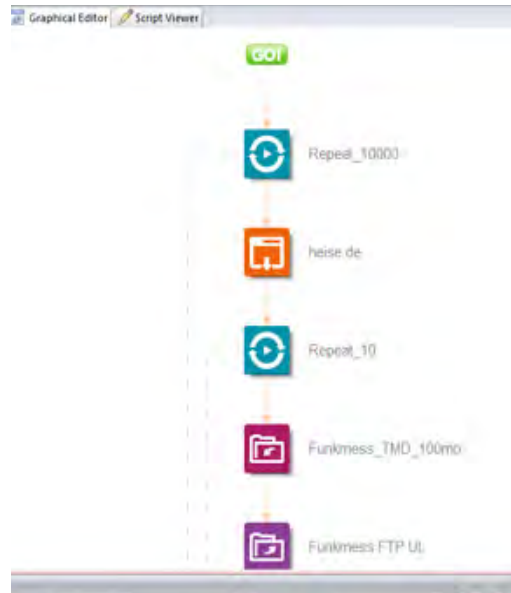 Graphical Editor Script Viewer
GO!
Repeat_10000
heise de
Repeat_10
Funkmess_TMD_100mo
Funkmess FTP UL